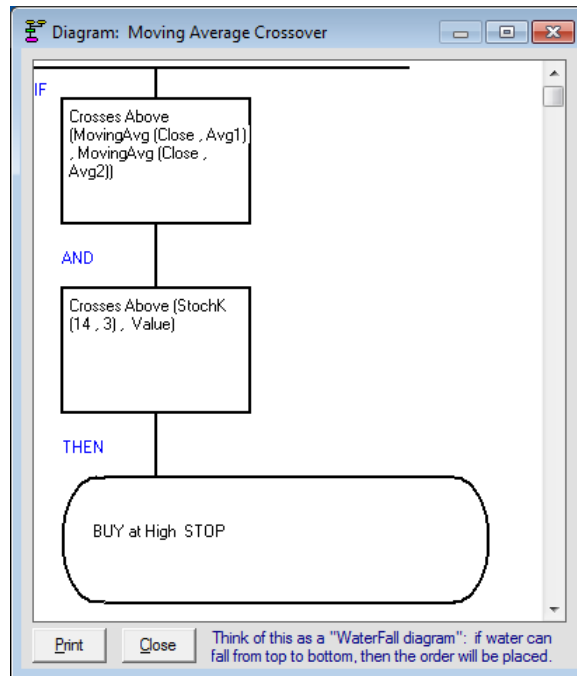 Diagram: Moving Average Crossover
IF
Crosses Above
(MovingAvg (Close , Avg1)
, MovingAvg (Close ,
Avg2))
AND
Crosses Above (StochK
(14 , 3) , Value)
THEN
BUY at High STOP
Print
Close
Think of this as a "WaterFall diagram": if water can
fall from top to bottom, then the order will be placed.